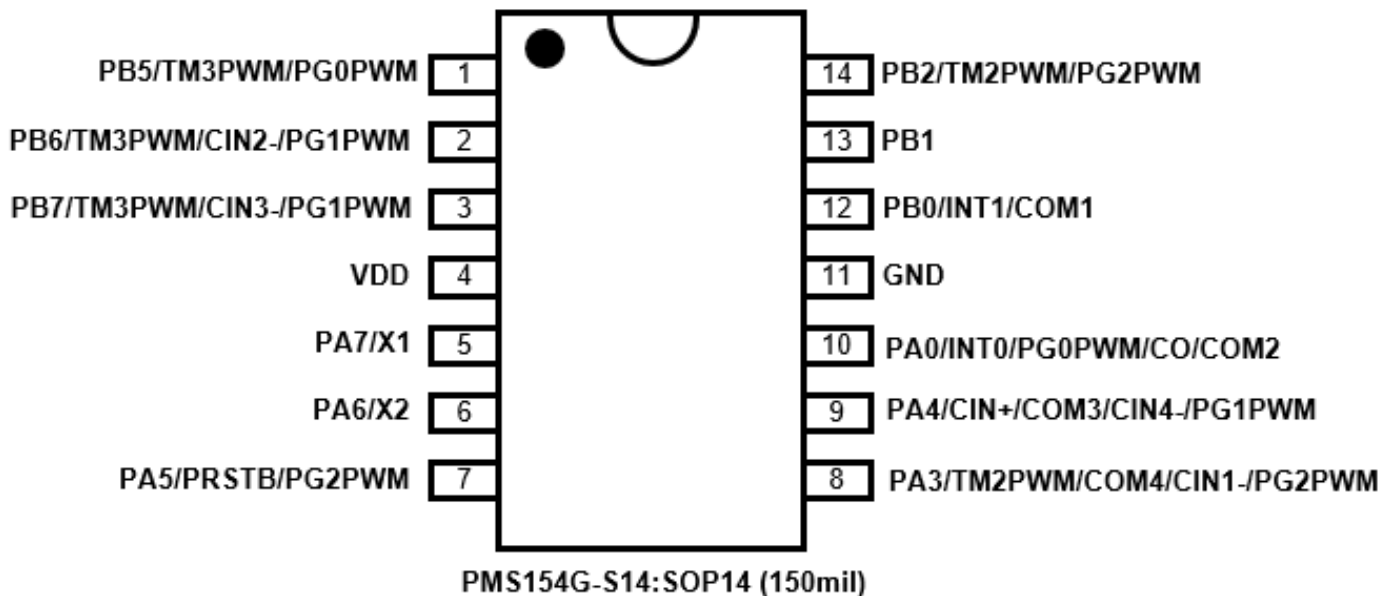 PB5/TM3PWM/PG0PWM 1 14 PB2/TM2PWM/PG2PWM
PB6/TM3PWM/CIN2-/PG1PWM 2 13 PB1
PB7/TM3PWM/CIN3-/PG1PWM 3 12 PB0/INT1/COM1
VDD 4 11 GND
PA7/X1 5 10 PA0/INT0/PG0PWM/CO/COM2
PA6/X2 6 9 PA4/CIN+/COM3/CIN4-/PG1PWM
PA5/PRSTB/PG2PWM 7 8 PA3/TM2PWM/COM4/CIN1-/PG2PWM
PMS154G-S14:SOP14 (150mil)